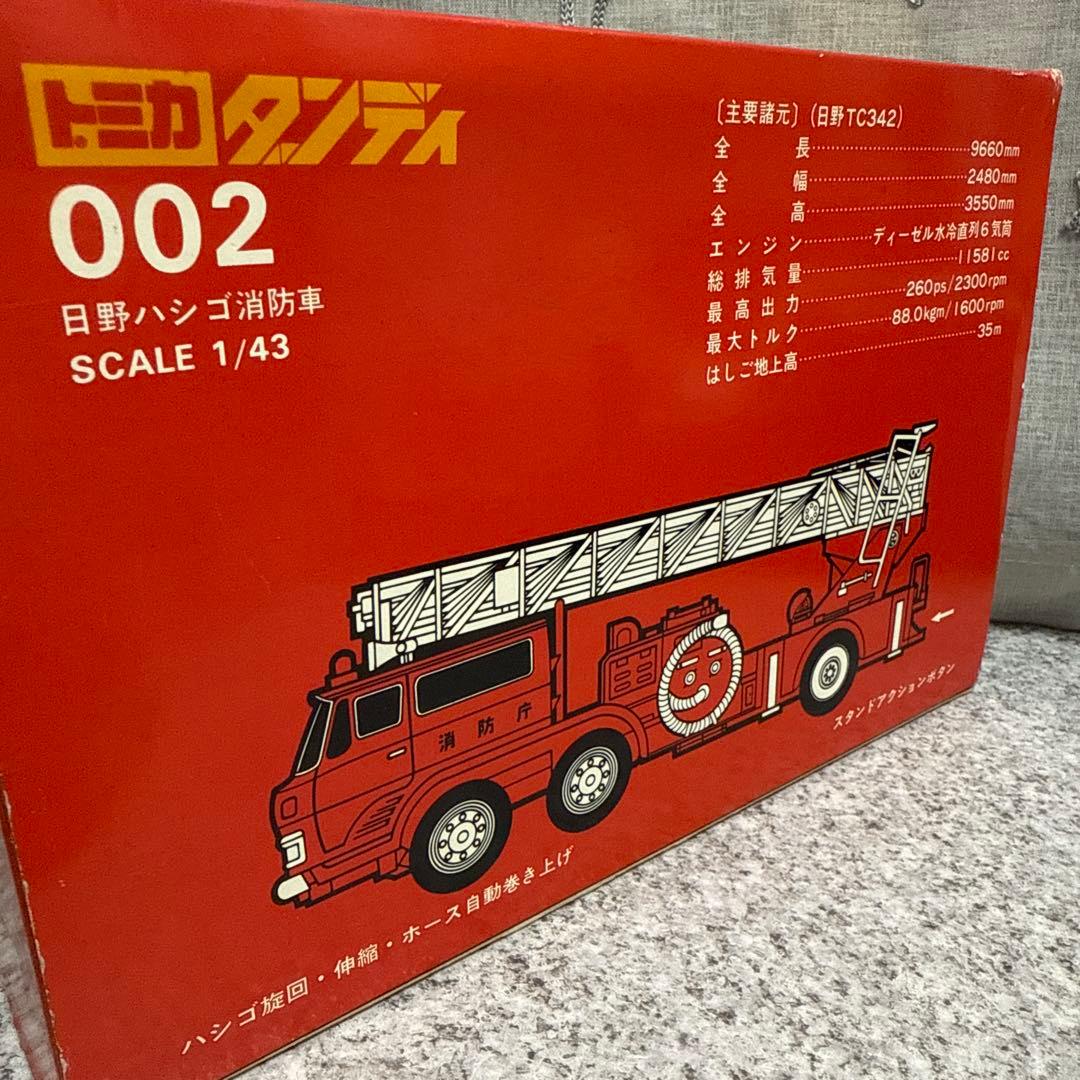 トミカ ダンディ
002
日野ハシゴ消防車
SCALE 1/43
〔主要諸元〕(日野TC342)
全長…………………9660mm
全幅…………………2480mm
全高…………………3550mm
エンジン…………ディーゼル水冷直列6気筒
総排気量…………………11581cc
最高出力……………260ps/2300rpm
最大トルク…………88.0kgm/1600rpm
はしご地上高…………………35m
消防庁
スタンドアクションボタン
ハシゴ旋回・伸縮・ホース自動巻き上げ